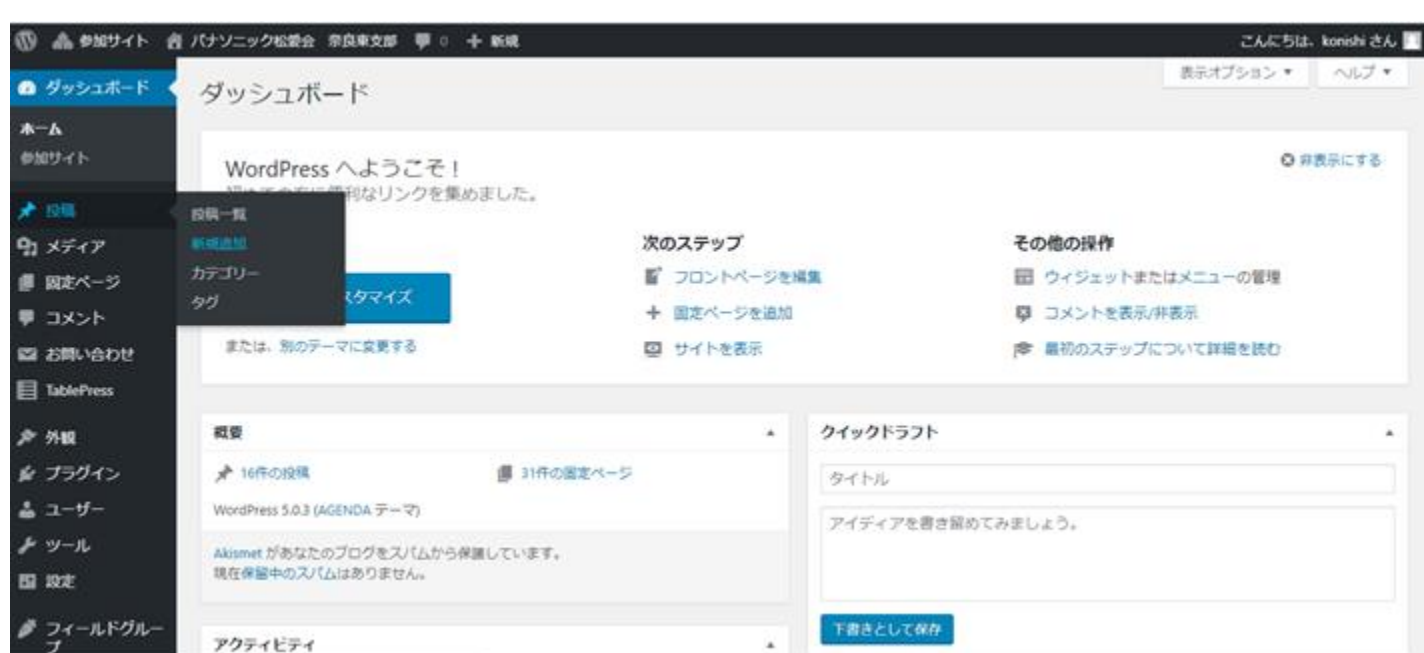 参加サイト パナソニック松愛会 奈良東支部 0 + 新規 こんにちは、konishi さん
ダッシュボード
ダッシュボード
表示オプション ▼ ヘルプ ▼
ホーム
参加サイト
WordPress へようこそ！
初めての方に便利なリンクを集めました。
非表示にする
投稿
投稿一覧
新規追加
カテゴリー
タグ
メディア
固定ページ
コメント
お問い合わせ
TablePress
外観
プラグイン
ユーザー
ツール
設定
フィールドグルー
プ
スタマイズ
または、別のテーマに変更する
次のステップ
フロントページを編集
固定ページを追加
サイトを表示
その他の操作
ウィジェットまたはメニューの管理
コメントを表示/非表示
最初のステップについて詳細を読む
概要
16件の投稿 31件の固定ページ
WordPress 5.0.3 (AGENDA テーマ)
Akismet があなたのブログをスパムから保護しています。
現在保留中のスパムはありません。
アクティビティ
クイックドラフト
タイトル
アイディアを書き留めてみましょう。
下書きとして保存